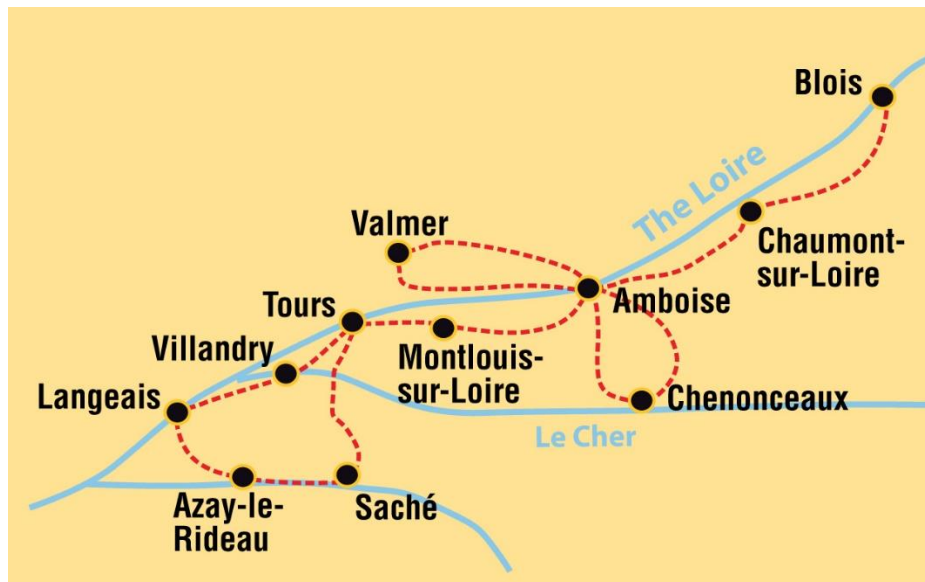 Blois
The Loire
Valmer
Chaumont-
sur-Loire
Tours
Amboise
Villandry
Montlouis-
sur-Loire
Langeais
Chenonceaux
Le Cher
Azay-le-
Rideau
Saché